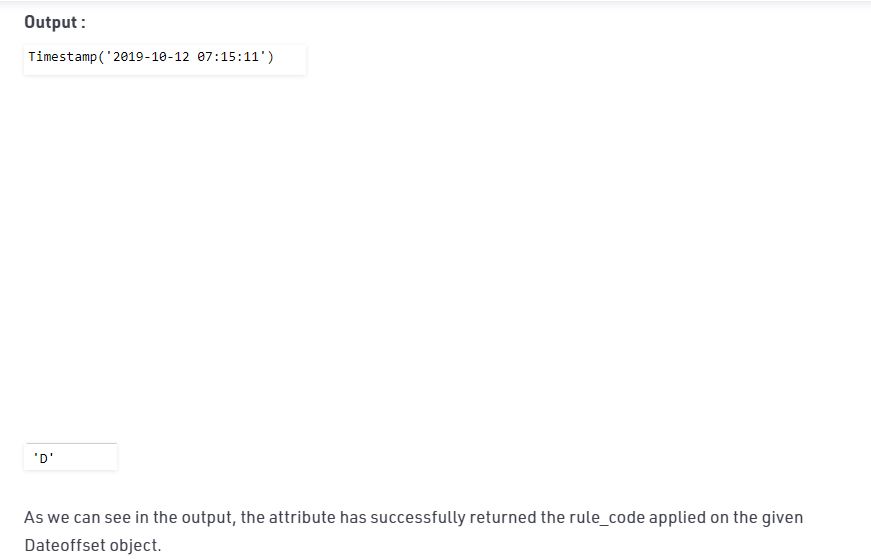 Output :
Timestamp('2019-10-12 07:15:11')
'D'
As we can see in the output, the attribute has successfully returned the rule_code applied on the given
Dateoffset object.